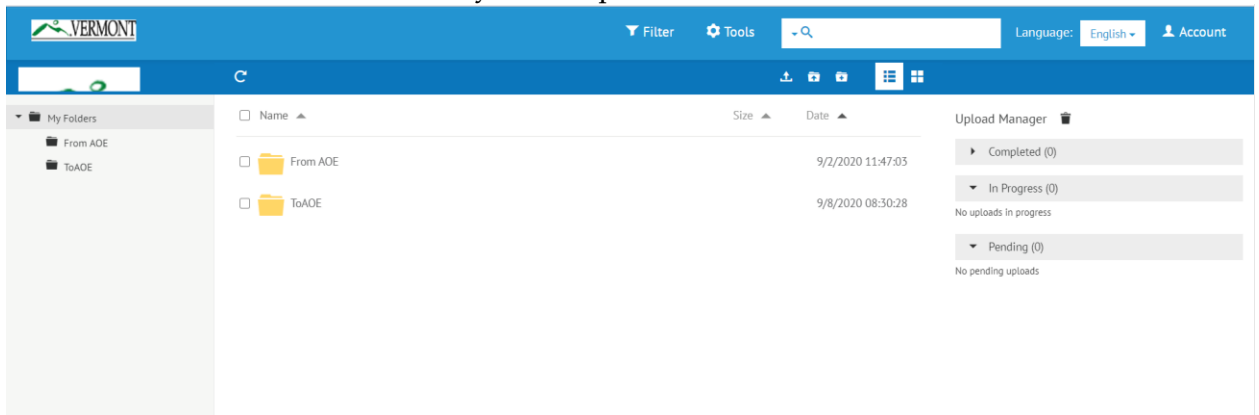 VERMONT
Filter
Tools
Language:
English
Account
My Folders
From AOE
ToAOE
Name
Size
Date
From AOE
9/2/2020 11:47:03
ToAOE
9/8/2020 08:30:28
Upload Manager
Completed (0)
In Progress (0)
No uploads in progress
Pending (0)
No pending uploads